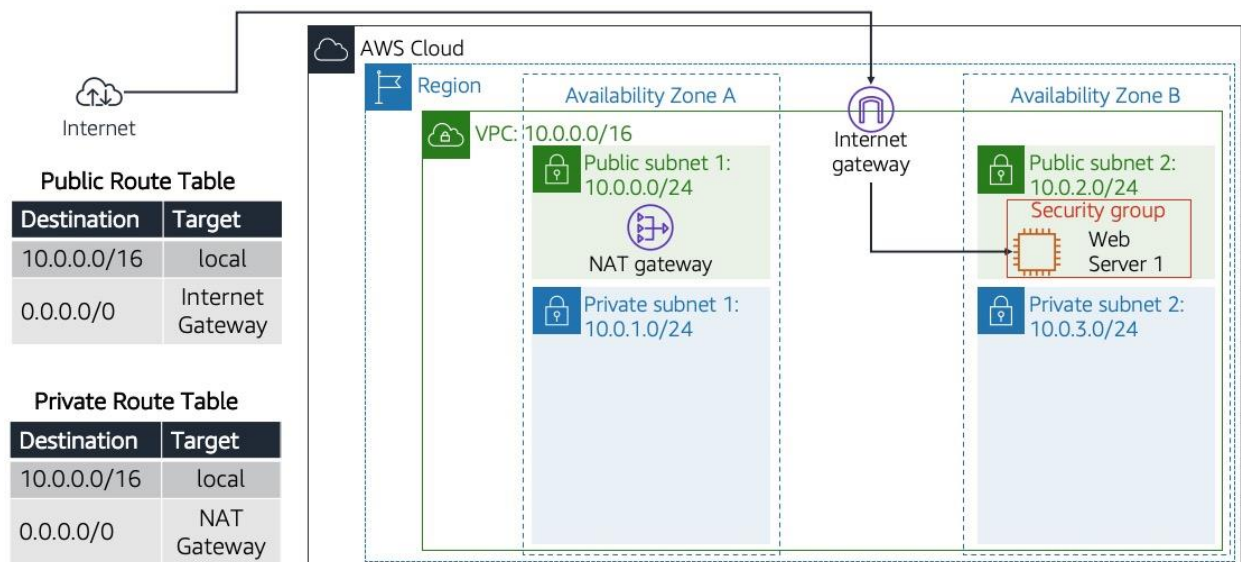 AWS Cloud
Region
Availability Zone A
Availability Zone B
Internet
VPC: 10.0.0.0/16
Internet
gateway
Public subnet 1:
10.0.0.0/24
NAT gateway
Public subnet 2:
10.0.2.0/24
Security group
Web
Server 1
Private subnet 1:
10.0.1.0/24
Private subnet 2:
10.0.3.0/24
Public Route Table
Destination Target
10.0.0.0/16 local
0.0.0.0/0 Internet
Gateway
Private Route Table
Destination Target
10.0.0.0/16 local
0.0.0.0/0 NAT
Gateway